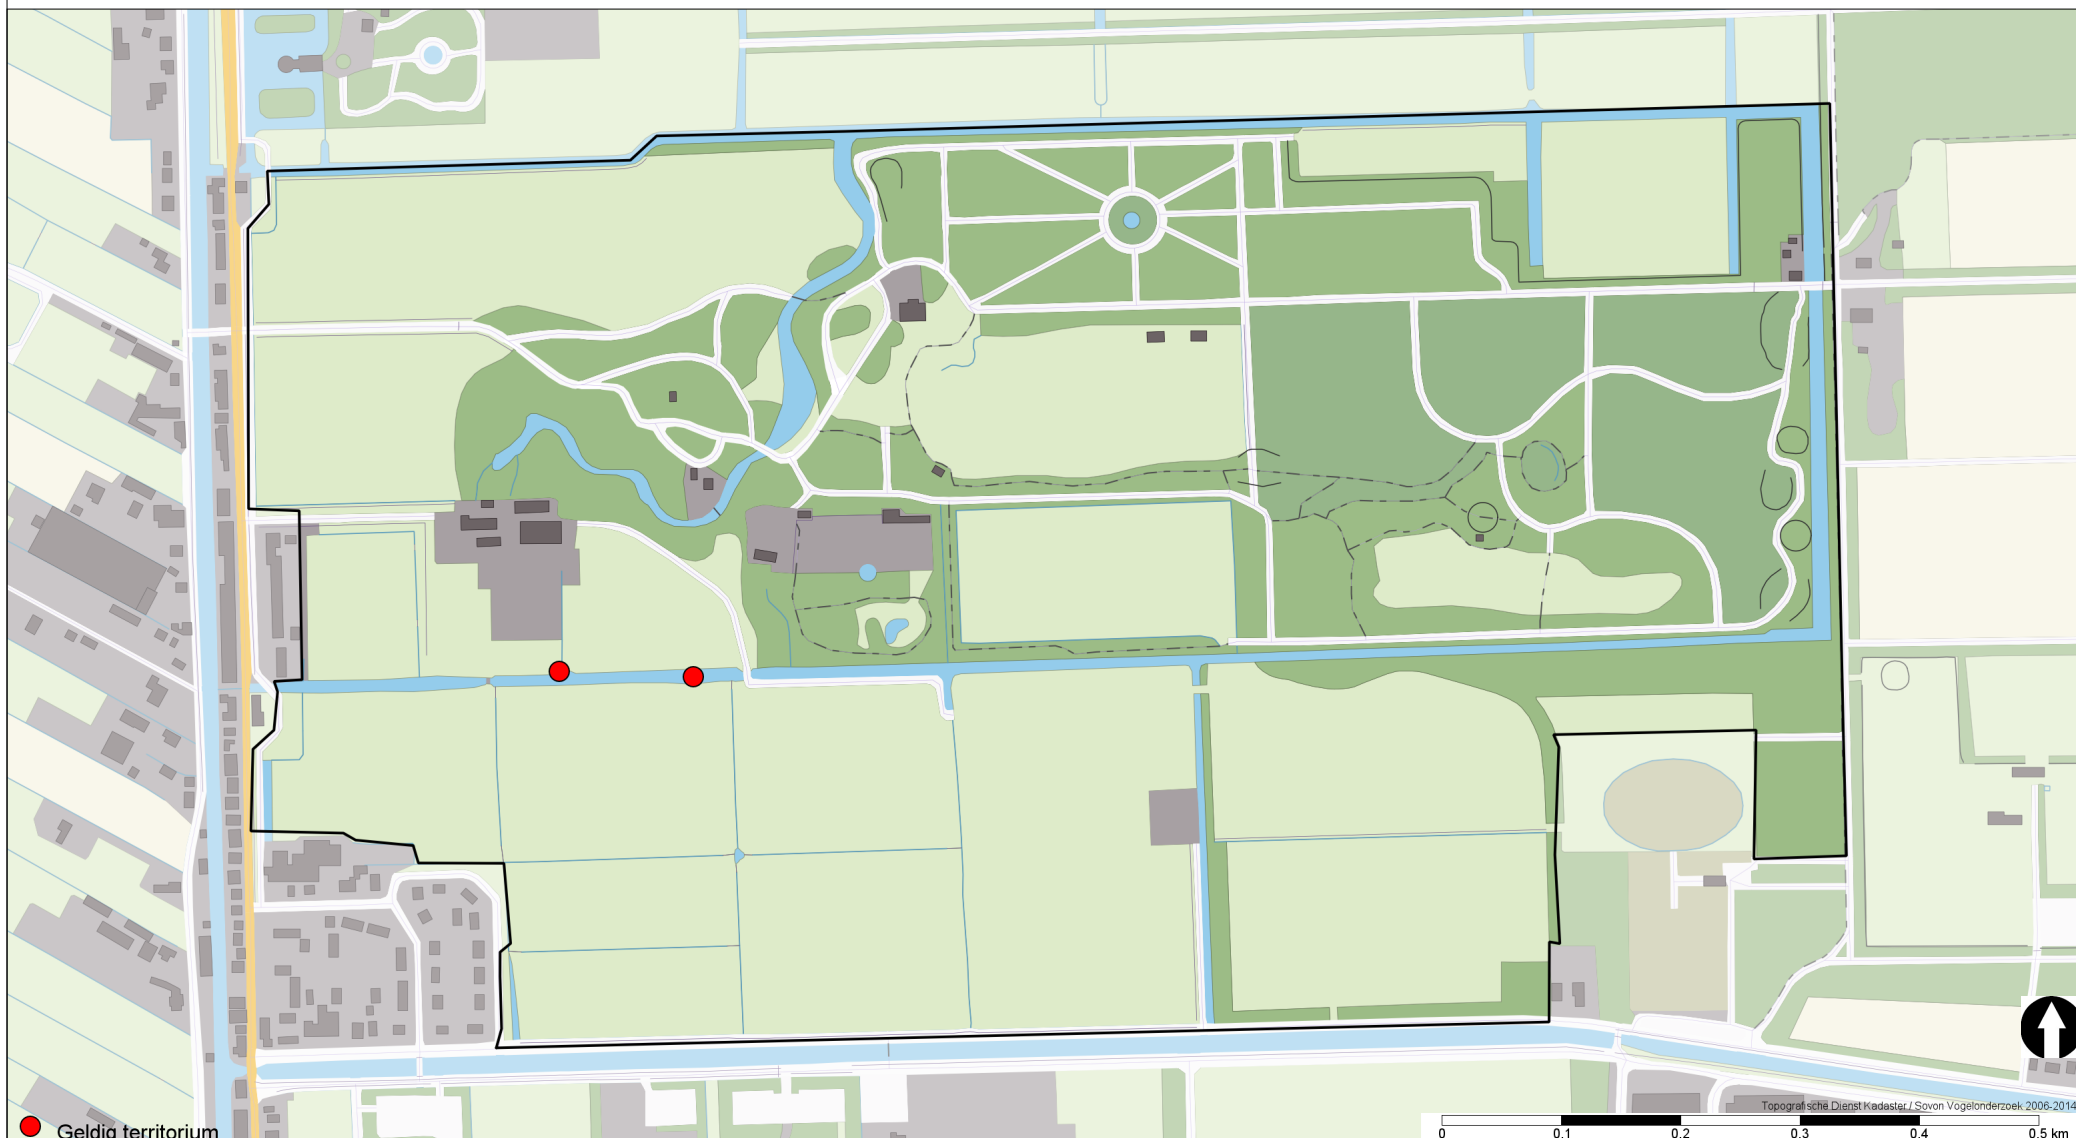 Topografische Dienst Kadaster / Sovon Vogelonderzoek 2006-2014
Geldig territorium
0 0.1 0.2 0.3 0.4 0.5 km